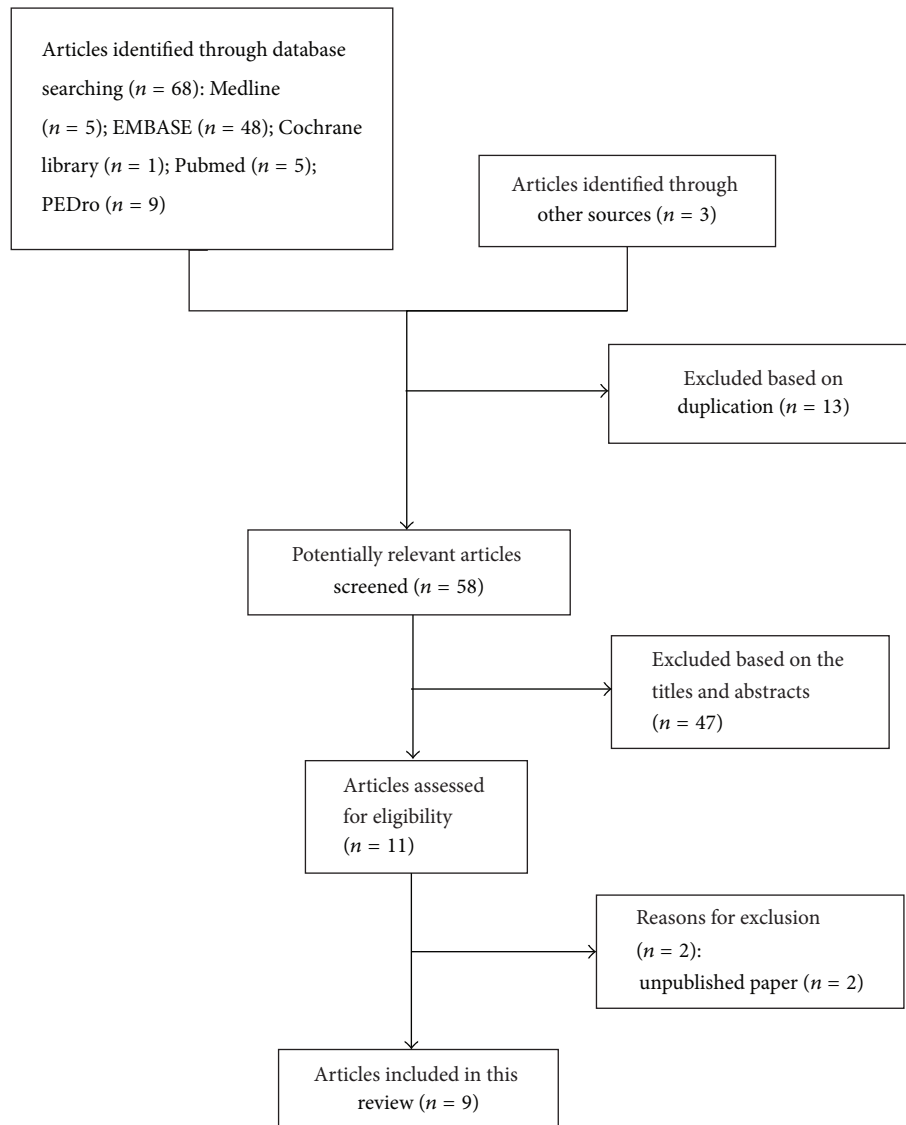 Articles identified through database
searching (n = 68): Medline
(n = 5); EMBASE (n = 48); Cochrane
library (n = 1); Pubmed (n = 5);
PEDro (n = 9)
Articles identified through
other sources (n = 3)
Excluded based on
duplication (n = 13)
Potentially relevant articles
screened (n = 58)
Excluded based on the
titles and abstracts
(n = 47)
Articles assessed
for eligibility
(n = 11)
Reasons for exclusion
(n = 2):
unpublished paper (n = 2)
Articles included in this
review (n = 9)